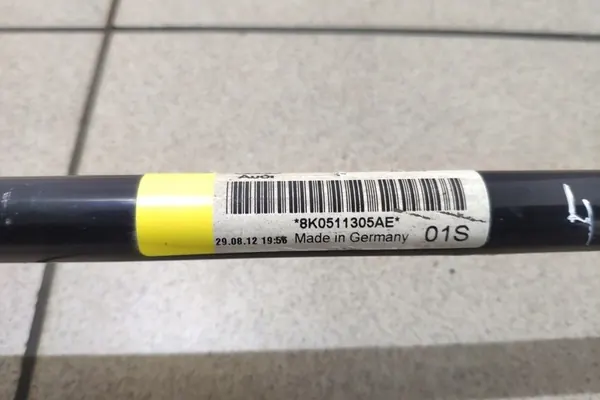 Audi
*8K0511305AE*
29.08.12 19:56 Made in Germany 01S